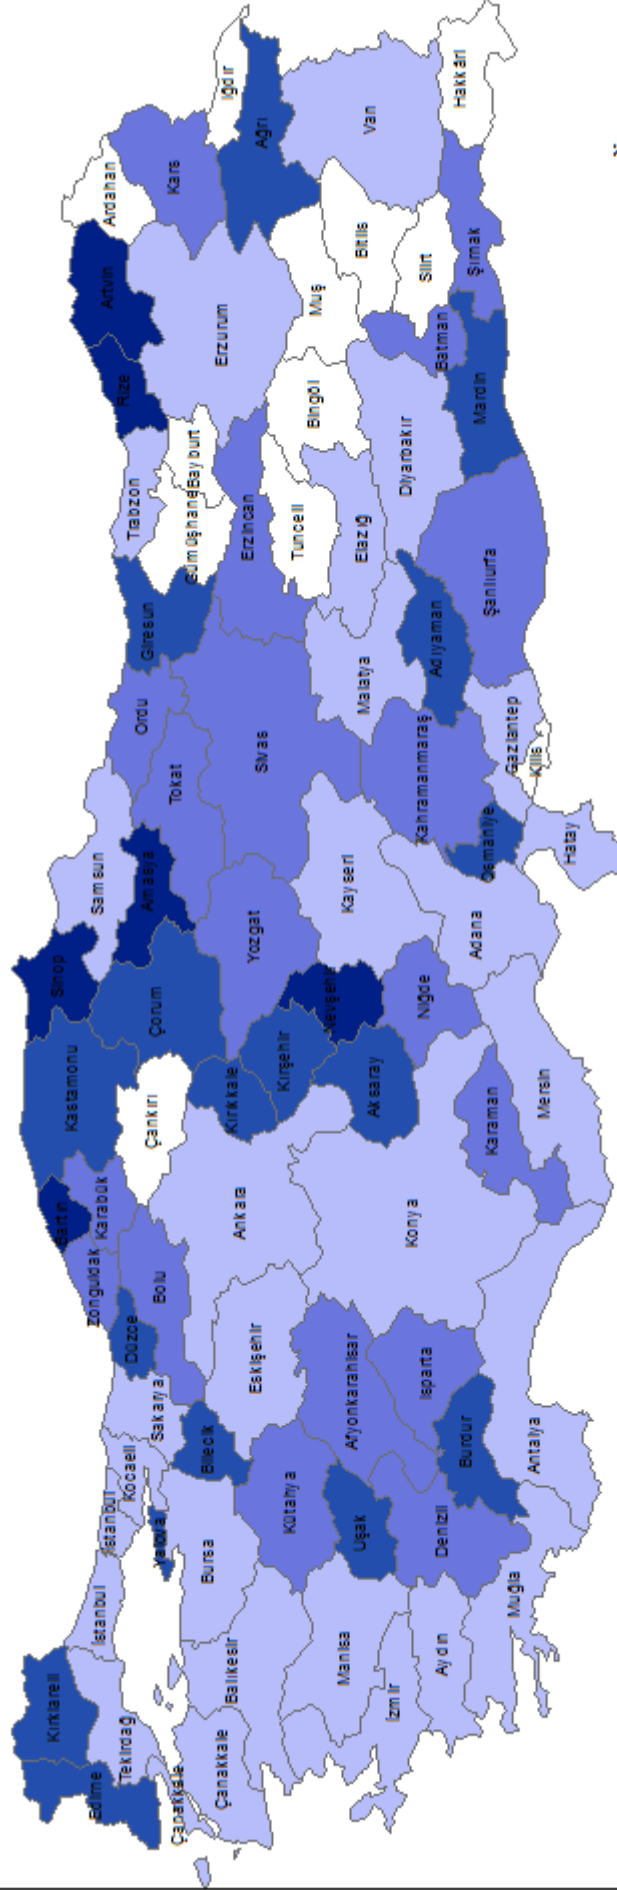 Kırklareli
Edirne
Tekirdağ
İstanbul
İstanbul
Kocaeli
Yalova
Sakarya
Düzce
Zonguldak
Bartın
Karabük
Kastamonu
Sinop
Samsun
Ordu
Giresun
Trabzon
Rize
Artvin
Ardahan
Çanakkale
Çanakkale
Balıkesir
Bursa
Bilecik
Bolu
Çankırı
Çorum
Amasya
Tokat
Gümüşhane
Bayburt
Kars
Iğdır
Kütahya
Eskişehir
Ankara
Kırıkkale
Kırşehir
Yozgat
Sivas
Erzincan
Erzurum
Ağrı
Manisa
İzmir
Uşak
Afyonkarahisar
Aksaray
Nevşehir
Kayseri
Malatya
Elazığ
Tunceli
Bingöl
Muş
Bitlis
Van
Aydın
Denizli
Isparta
Burdur
Konya
Niğde
Kahramanmaraş
Adıyaman
Diyarbakır
Batman
Siirt
Şırnak
Hakkari
Muğla
Antalya
Karaman
Mersin
Adana
Osmaniye
Gaziantep
Kilis
Hatay
Şanlıurfa
Mardin